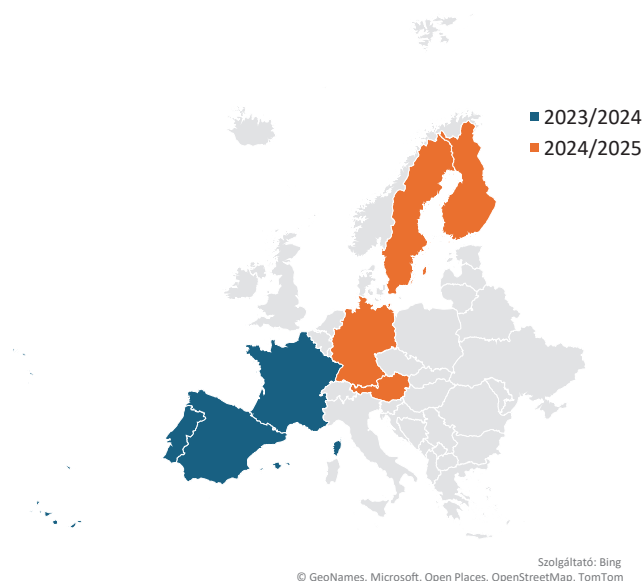 2023/2024
2024/2025
Szolgáltató: Bing
© GeoNames, Microsoft, Open Places, OpenStreetMap, TomTom